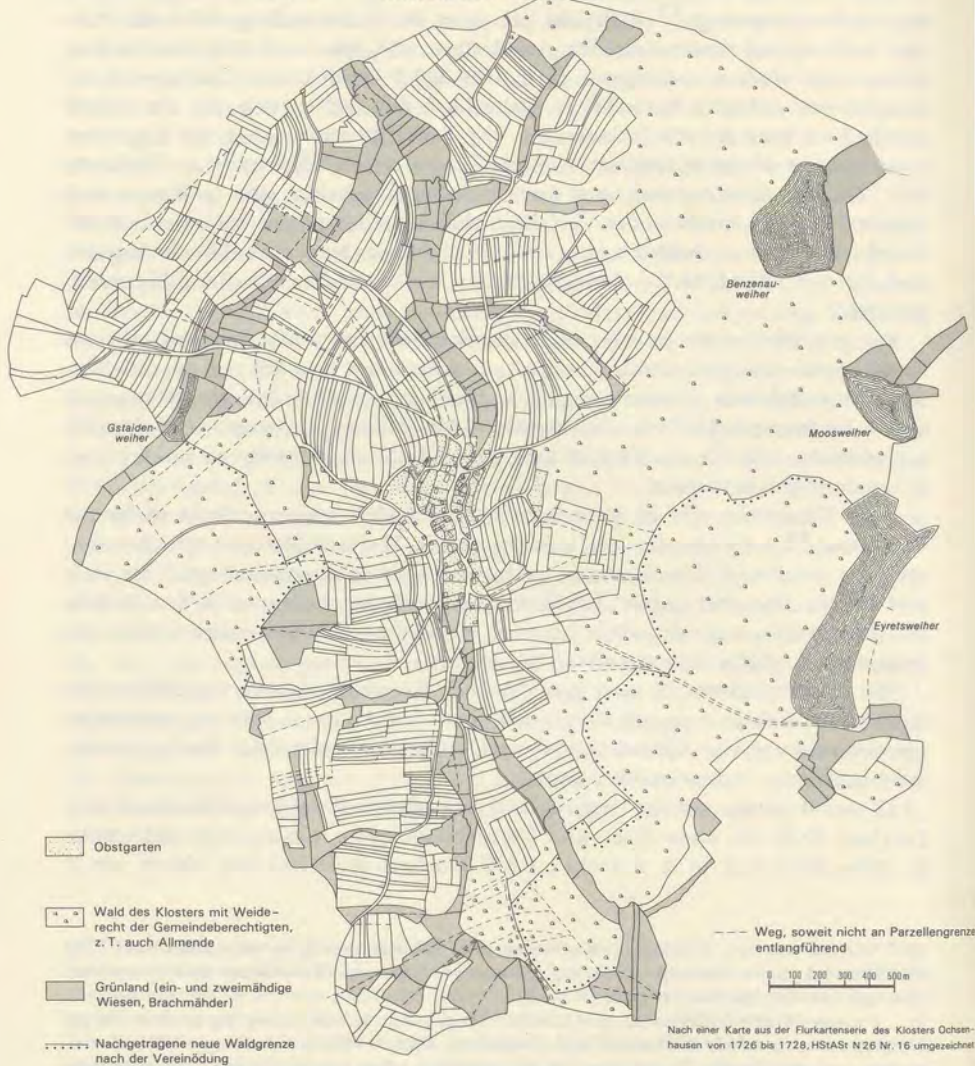 Benzenau-
weiher
Gstaiden-
weiher
Moosweiher
Eyretsweiher
Obstgarten
Wald des Klosters mit Weide-
recht der Gemeindeberechtigten,
z. T. auch Allmende
Grünland (ein- und zweimähdige
Wiesen, Brachmähder)
Nachgetragene neue Waldgrenze
nach der Vereinödung
Weg, soweit nicht an Parzellengrenze
entlangführend
0 100 200 300 400 500m
Nach einer Karte aus der Flurkartenserie des Klosters Ochsen-
hausen von 1726 bis 1728, HStASt N 26 Nr. 16 umgezeichnet